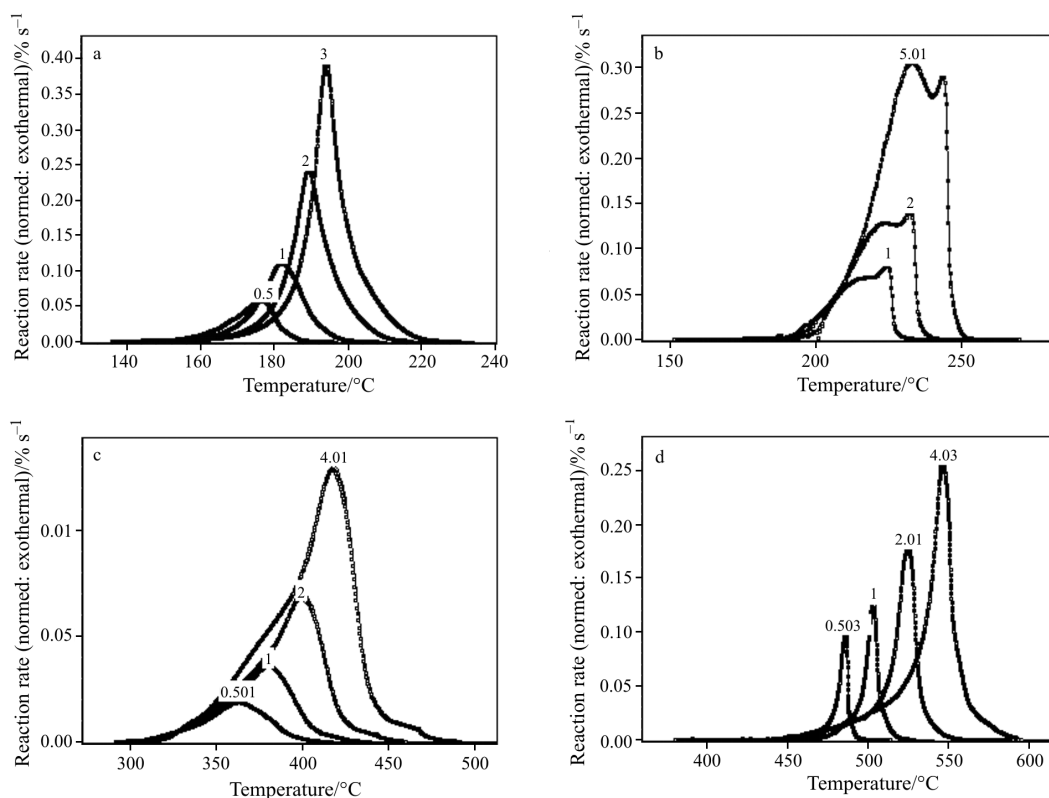 a
3
2
1
0.5
0.40
0.35
0.30
0.25
0.20
0.15
0.10
0.05
0.00
140 160 180 200 220 240
Temperature/°C
Reaction rate (normed: exothermal)/% s⁻¹
b
5.01
2
1
0.30
0.25
0.20
0.15
0.10
0.05
0.00
150 200 250
Temperature/°C
Reaction rate (normed: exothermal)/% s⁻¹
c
4.01
2
1
0.501
0.01
0.05
0.00
300 350 400 450 500
Temperature/°C
Reaction rate (normed: exothermal)/% s⁻¹
d
4.03
2.01
1
0.503
0.25
0.20
0.15
0.10
0.05
0.00
400 450 500 550 600
Temperature/°C
Reaction rate (normed: exothermal)/% s⁻¹